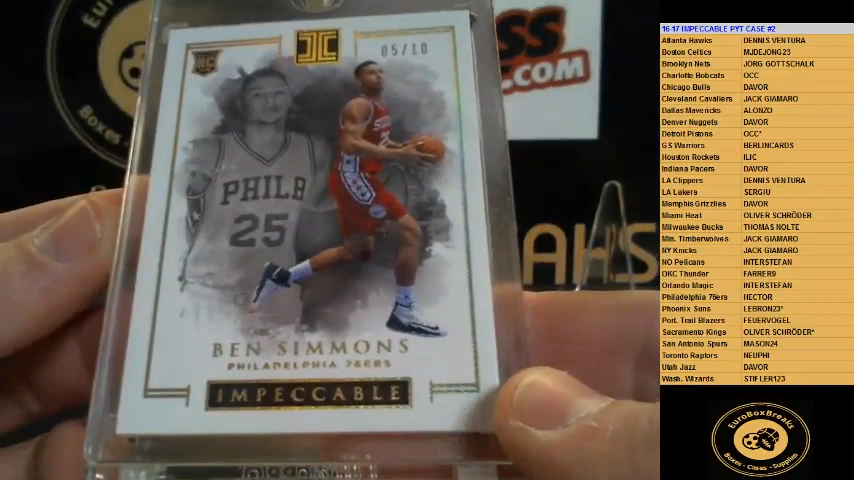 RC
05/10
SS
.COM
PHILB
25
BEN SIMMONS
PHILADELPHIA 76ERS
IMPECCABLE
AHS
Boxes -
16-17 IMPECCABLE PYT CASE #2
Atlanta Hawks DENNIS VENTURA
Boston Celtics MJDEJONG23
Brooklyn Nets JÖRG GOTTSCHALK
Charlotte Bobcats OCC
Chicago Bulls DAVOR
Cleveland Cavaliers JACK GIAMARO
Dallas Mavericks ALONZO
Denver Nuggets DAVOR
Detroit Pistons OCC*
GS Warriors BERLINCARDS
Houston Rockets ILIC
Indiana Pacers DAVOR
LA Clippers DENNIS VENTURA
LA Lakers SERGIU
Memphis Grizzlies DAVOR
Miami Heat OLIVER SCHRÖDER
Milwaukee Bucks THOMAS NOLTE
Min. Timberwolves JACK GIAMARO
NY Knicks JACK GIAMARO
NO Pelicans INTERSTEFAN
OKC Thunder FARRER9
Orlando Magic INTERSTEFAN
Philadelphia 76ers HECTOR
Phoenix Suns LEBRON23*
Port. Trail Blazers FEUERVOGEL
Sacramento Kings OLIVER SCHRÖDER*
San Antonio Spurs MASON24
Toronto Raptors NEUPHI
Utah Jazz DAVOR
Wash. Wizards STIFLER123
EuroBoxBreaks
Boxes - Cases - Supplies